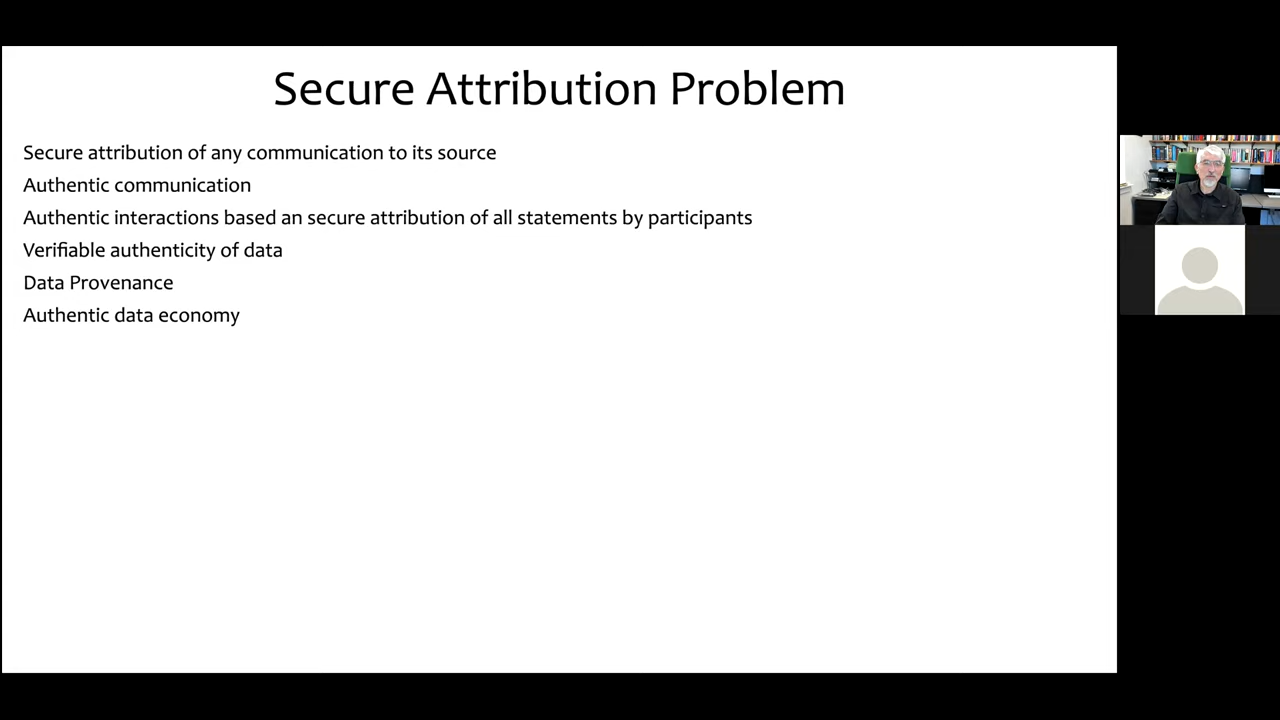 Secure Attribution Problem
Secure attribution of any communication to its source
Authentic communication
Authentic interactions based an secure attribution of all statements by participants
Verifiable authenticity of data
Data Provenance
Authentic data economy